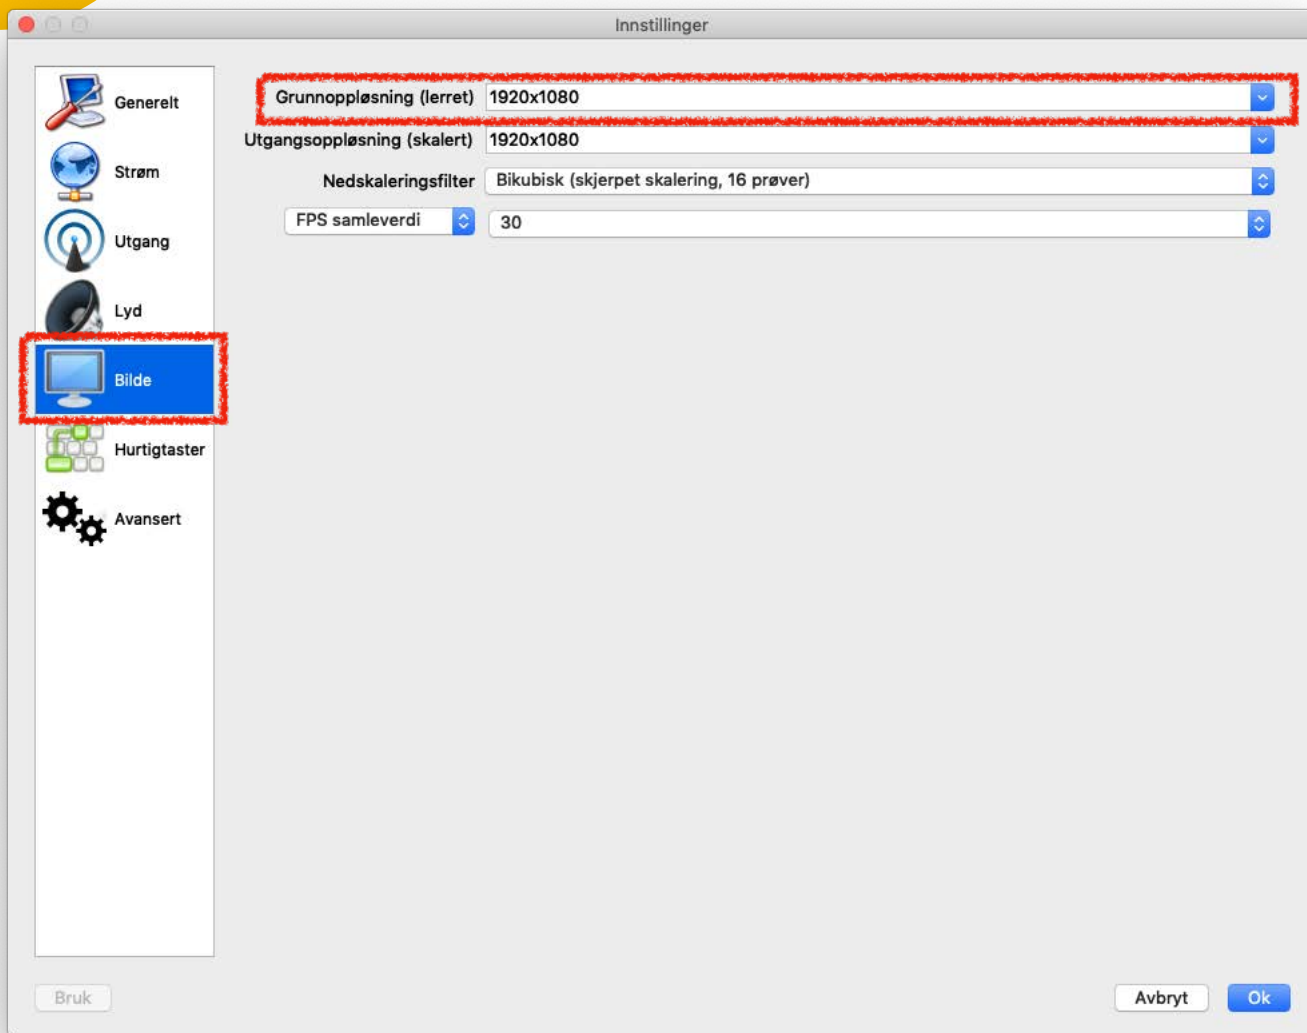 Innstillinger
Generelt
Strøm
Utgang
Lyd
Bilde
Hurtigtaster
Avansert
Grunnoppløsning (lerret) 1920x1080
Utgangsoppløsning (skalert) 1920x1080
Nedskaleringsfilter Bikubisk (skjerpet skalering, 16 prøver)
FPS samleverdi 30
Bruk Avbryt Ok